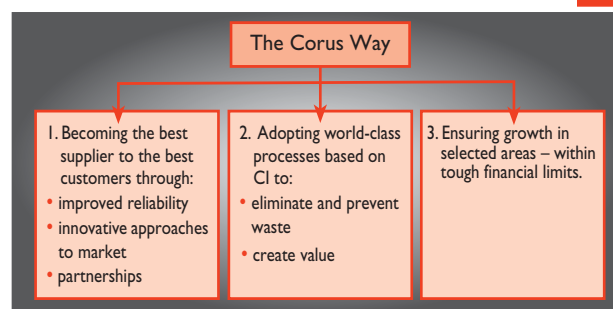 The Corus Way
1. Becoming the best
supplier to the best
customers through:
• improved reliability
• innovative approaches
to market
• partnerships
2. Adopting world-class
processes based on
CI to:
• eliminate and prevent
waste
• create value
3. Ensuring growth in
selected areas – within
tough financial limits.